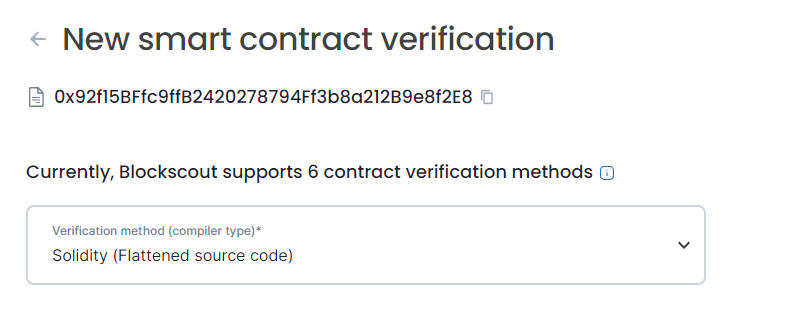 New smart contract verification
0x92f15BFfc9ffB2420278794Ff3b8a212B9e8f2E8
Currently, Blockscout supports 6 contract verification methods
Verification method (compiler type)*
Solidity (Flattened source code)